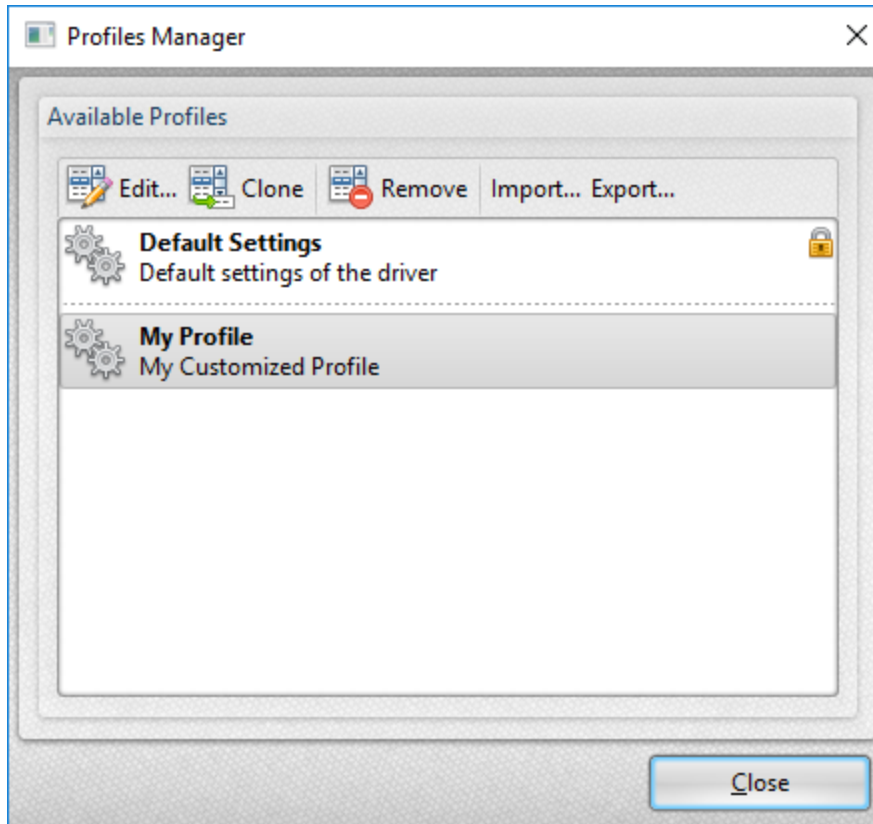 Profiles Manager
Available Profiles
Edit... Clone Remove Import... Export...
Default Settings
Default settings of the driver
My Profile
My Customized Profile
Close